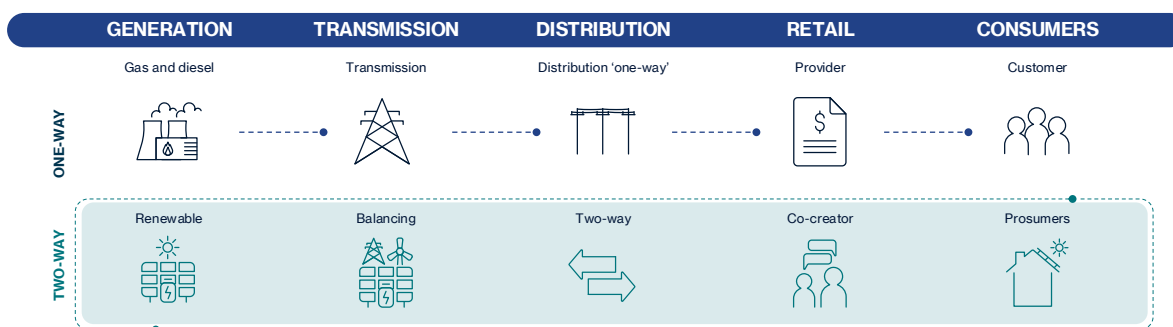 GENERATION TRANSMISSION DISTRIBUTION RETAIL CONSUMERS
Gas and diesel Transmission Distribution ‘one-way’ Provider Customer
ONE-WAY
$
Renewable Balancing Two-way Co-creator Prosumers
TWO-WAY